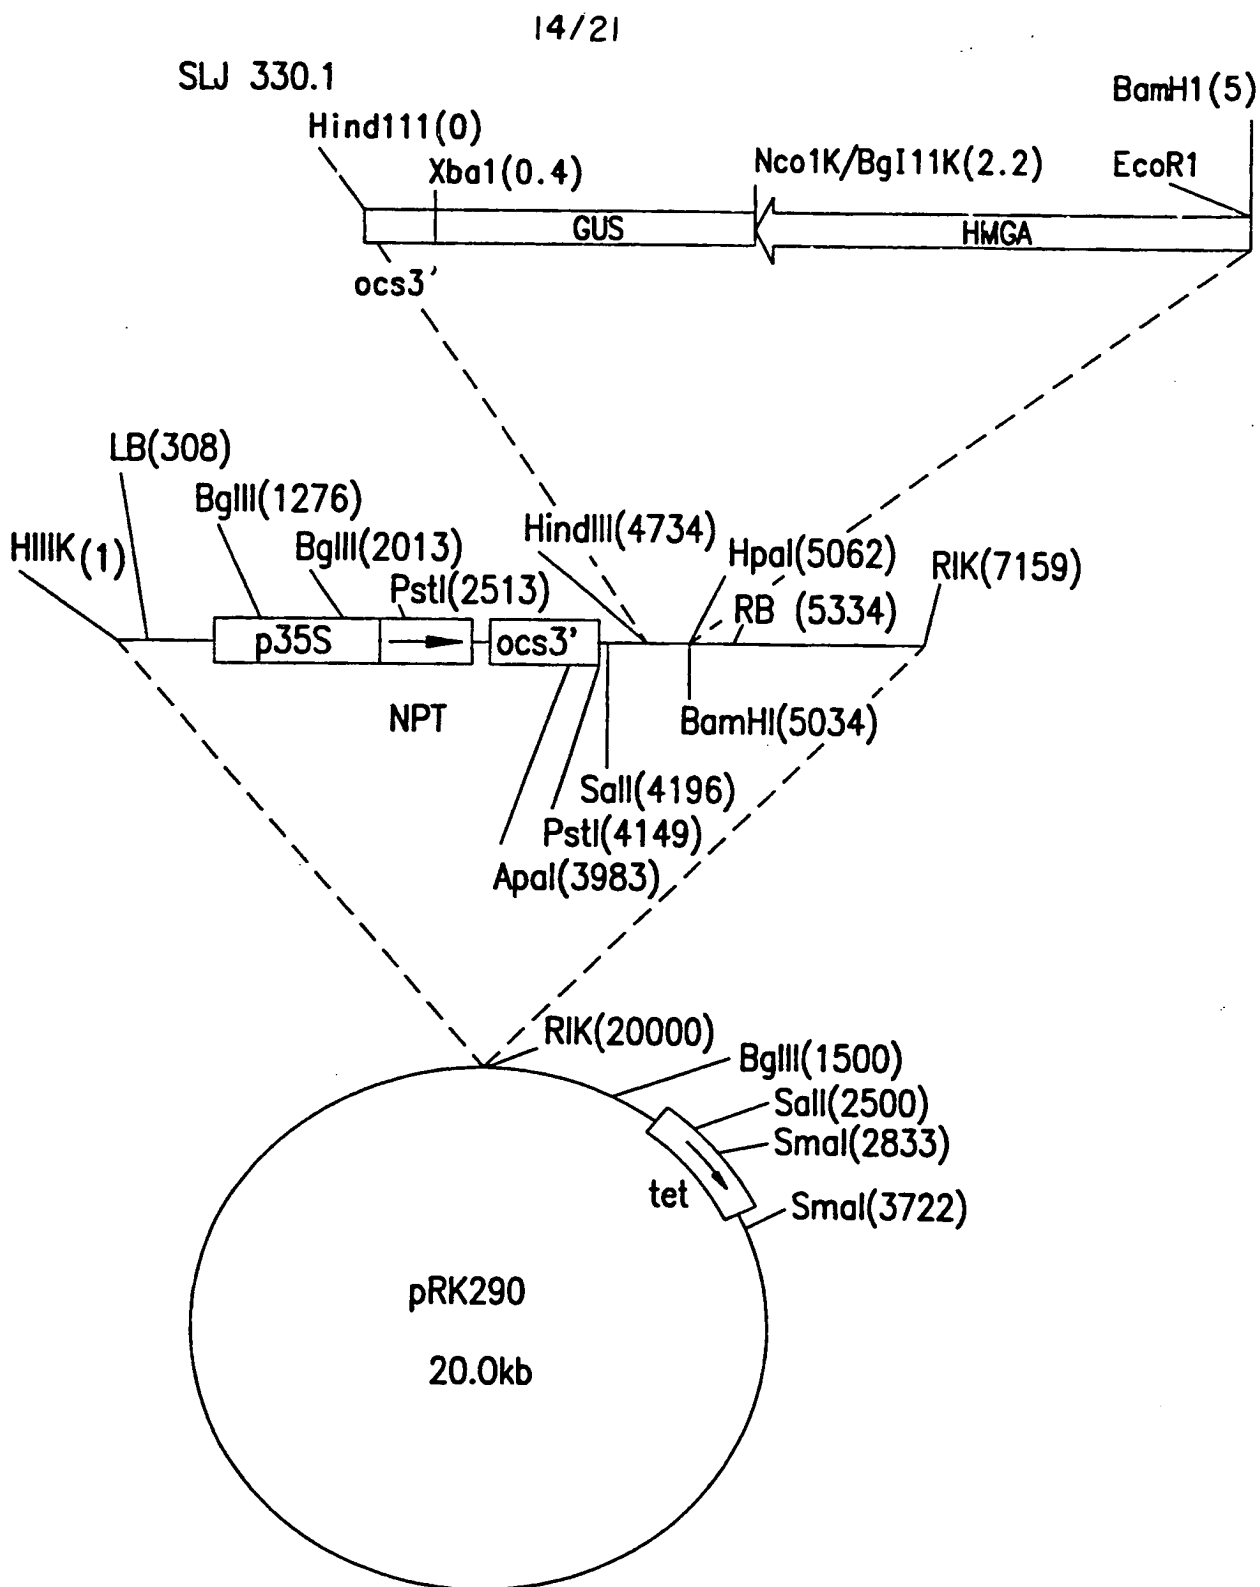 14/21
SLJ 330.1
BamH1(5)
Hind111(0)
Xba1(0.4)
Nco1K/BgI11K(2.2)
EcoR1
GUS
HMGA
ocs3'
LB(308)
BglII(1276)
HindIII(4734)
HpaI(5062)
HIIIK(1)
BglII(2013)
RIK(7159)
PstI(2513)
RB (5334)
p35S
ocs3'
NPT
BamHI(5034)
SalI(4196)
PstI(4149)
ApaI(3983)
RIK(20000)
BglII(1500)
SalI(2500)
SmaI(2833)
tet
SmaI(3722)
pRK290
20.0kb